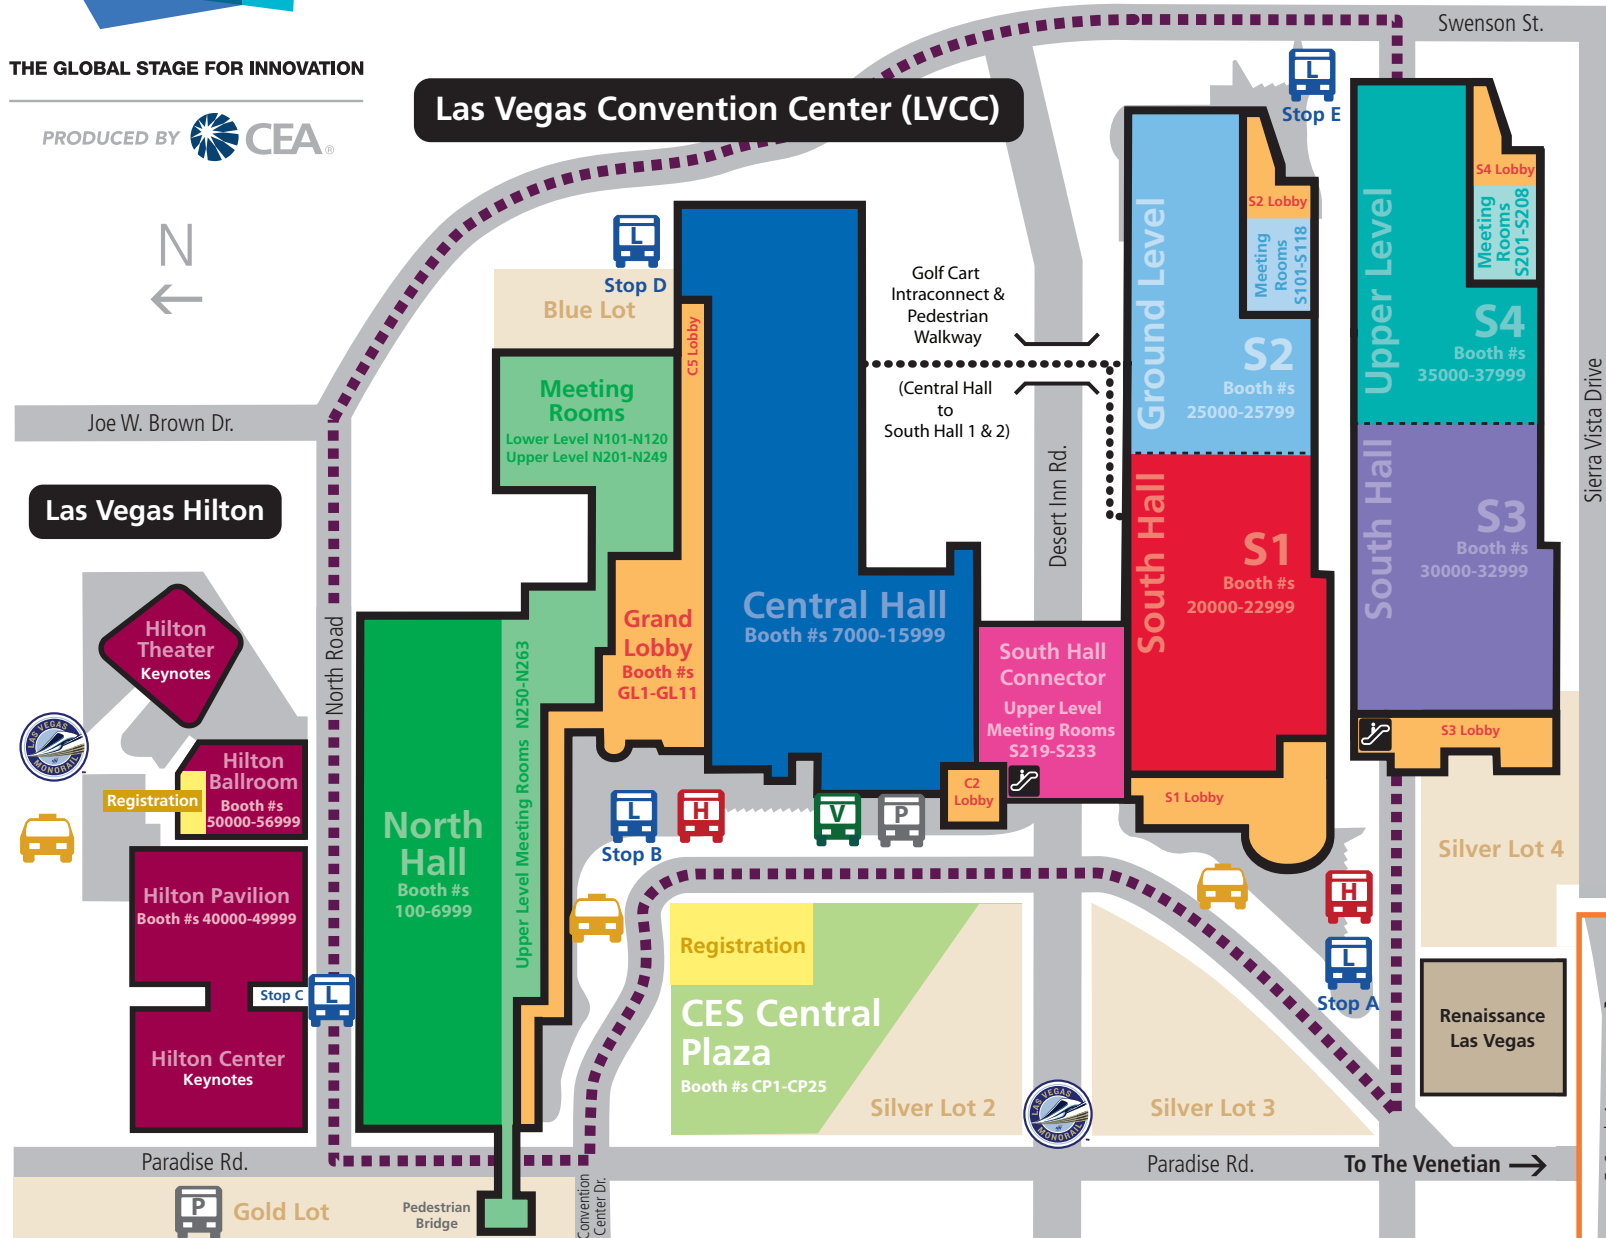 THE GLOBAL STAGE FOR INNOVATION
PRODUCED BY CEA®
Las Vegas Convention Center (LVCC)
Swenson St.
L
Stop E
N
L
Stop D
Blue Lot
C5 Lobby
Golf Cart
Intraconnect &
Pedestrian
Walkway
(Central Hall
to
South Hall 1 & 2)
Desert Inn Rd.
S2 Lobby
Meeting
Rooms
S101-S118
Ground Level
S2
Booth #s
25000-25799
South Hall
S1
Booth #s
20000-22999
S1 Lobby
S4 Lobby
Meeting
Rooms
S201-S208
Upper Level
S4
Booth #s
35000-37999
South Hall
S3
Booth #s
30000-32999
S3 Lobby
Sierra Vista Drive
Joe W. Brown Dr.
Las Vegas Hilton
Meeting
Rooms
Lower Level N101-N120
Upper Level N201-N249
Central Hall
Booth #s 7000-15999
Grand
Lobby
Booth #s
GL1-GL11
South Hall
Connector
Upper Level
Meeting Rooms
S219-S233
C2
Lobby
Hilton
Theater
Keynotes
North Road
LAS VEGAS
MONORAIL
Hilton
Ballroom
Booth #s
50000-56999
Registration
Hilton Pavilion
Booth #s 40000-49999
Stop C
L
Hilton Center
Keynotes
North
Hall
Booth #s
100-6999
Upper Level Meeting Rooms N250-N263
L
Stop B
H
V
P
Registration
CES Central
Plaza
Booth #s CP1-CP25
Silver Lot 2
LAS VEGAS
MONORAIL
Silver Lot 3
H
L
Stop A
Silver Lot 4
Renaissance
Las Vegas
Paradise Rd.
Paradise Rd.
To The Venetian
P
Gold Lot
Pedestrian
Bridge
Convention
Center Dr.